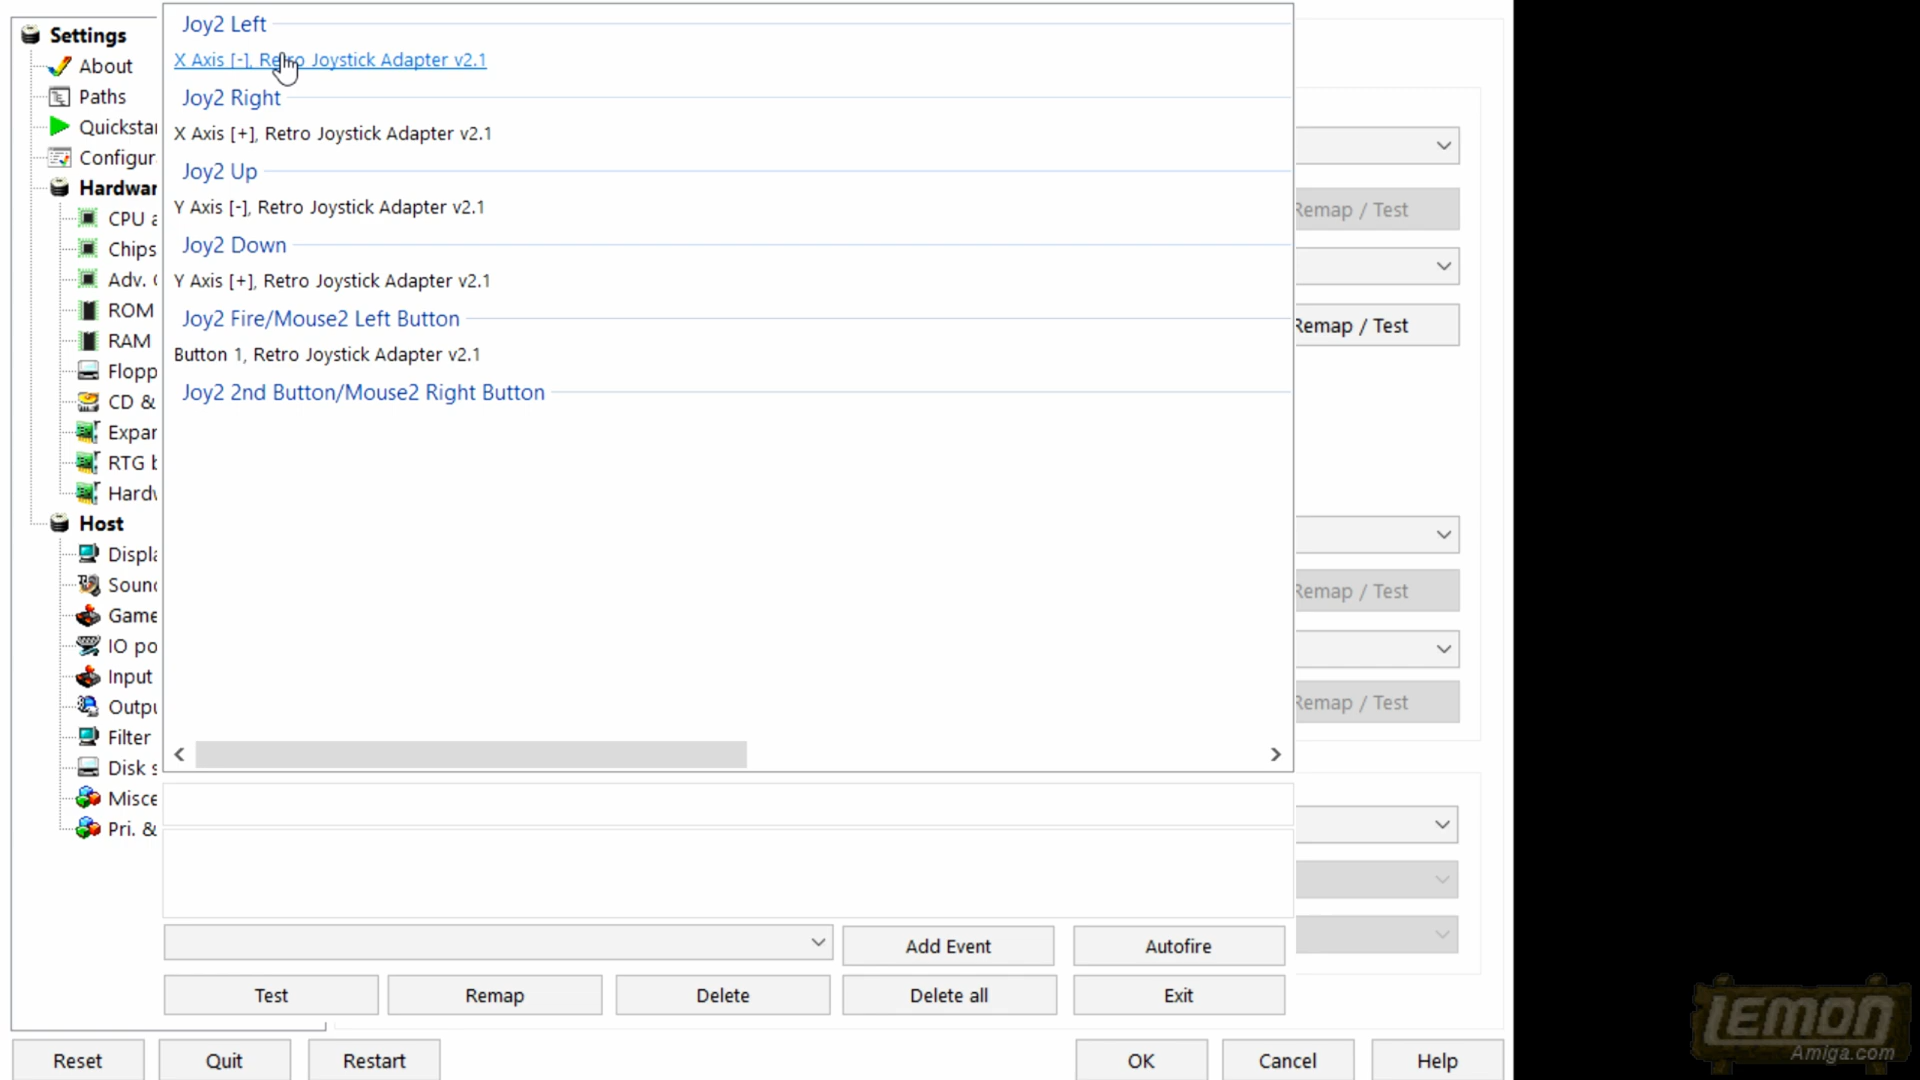 Settings
About
Paths
Quickstar
Configur
Hardwar
CPU a
Chips
Adv. C
ROM
RAM
Flopp
CD &
Expan
RTG b
Hardw
Host
Displa
Sound
Game
IO po
Input
Outpu
Filter
Disk s
Misce
Pri. &
Joy2 Left
X Axis [-], Retro Joystick Adapter v2.1
Joy2 Right
X Axis [+], Retro Joystick Adapter v2.1
Joy2 Up
Y Axis [-], Retro Joystick Adapter v2.1
Joy2 Down
Y Axis [+], Retro Joystick Adapter v2.1
Joy2 Fire/Mouse2 Left Button
Button 1, Retro Joystick Adapter v2.1
Joy2 2nd Button/Mouse2 Right Button
Remap / Test
Remap / Test
Remap / Test
Remap / Test
Add Event
Autofire
Test
Remap
Delete
Delete all
Exit
Reset
Quit
Restart
OK
Cancel
Help
LEMON
Amiga.com